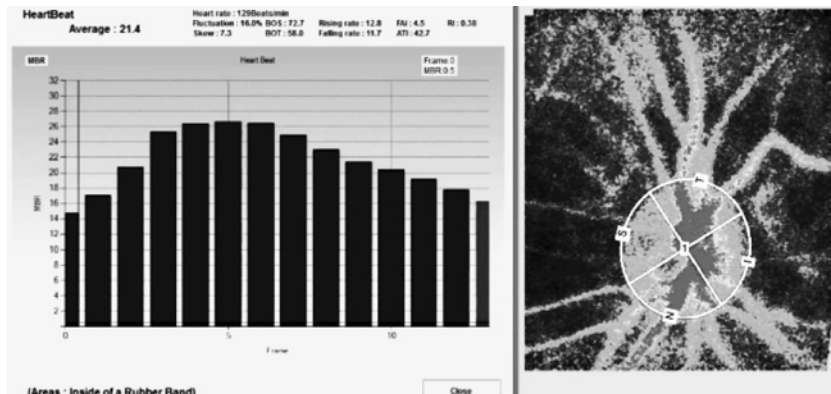 HeartBeat
Average : 21.4
Heart rate : 129Beats/min
Fluctuation : 16.0% BOS : 72.7 Rising rate : 12.8 FAI : 4.5 RI : 0.38
Skew : 7.3 BOT : 58.0 Falling rate : 11.7 ATI : 42.7
MBR
Heart Beat
Frame:0
MBR:0.5
32
30
28
26
24
22
20
18
16
14
12
10
8
6
4
2
MBR
0 5 10
Frame
(Areas : Inside of a Rubber Band)
Close
T
S
1
I
N